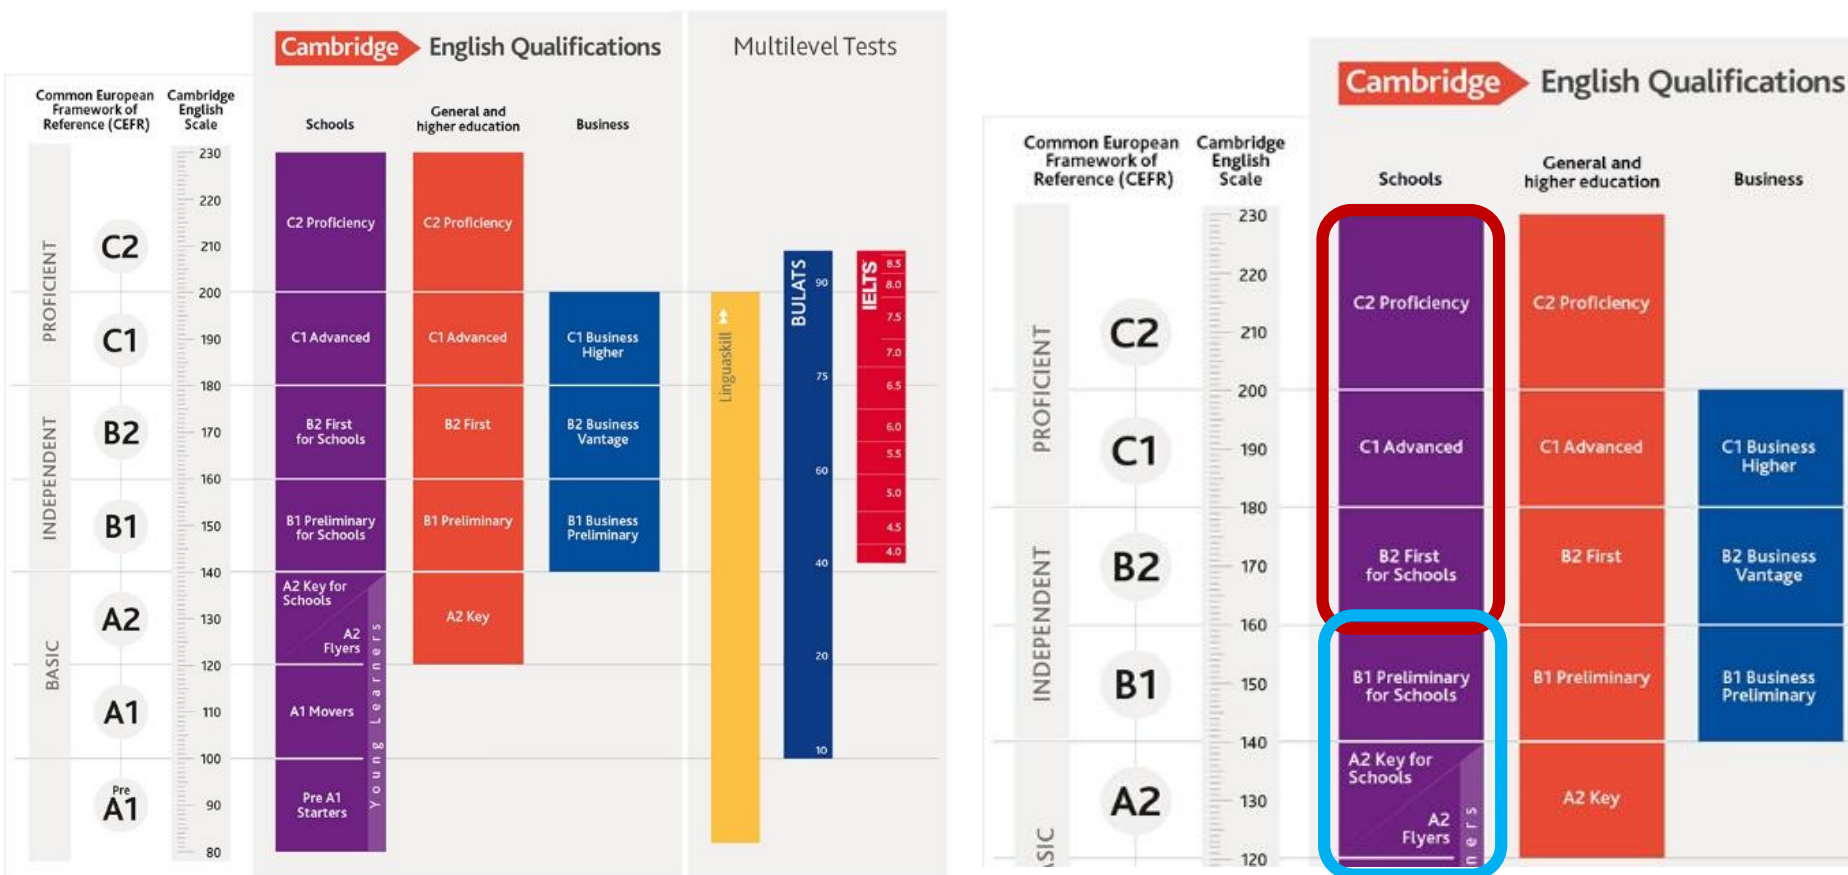 Cambridge English Qualifications
Multilevel Tests
Common European
Framework of
Reference (CEFR)
Cambridge
English
Scale
Schools
General and
higher education
Business
PROFICIENT
INDEPENDENT
BASIC
C2
C1
B2
B1
A2
A1
Pre
A1
230
220
210
200
190
180
170
160
150
140
130
120
110
100
90
80
C2 Proficiency
C1 Advanced
B2 First
for Schools
B1 Preliminary
for Schools
A2 Key for
Schools
A2
Flyers
A1 Movers
Pre A1
Starters
Young Learners
C2 Proficiency
C1 Advanced
B2 First
B1 Preliminary
A2 Key
C1 Business
Higher
B2 Business
Vantage
B1 Business
Preliminary
Linguaskill
BULATS
90
75
60
40
20
10
IELTS
8.5
8.0
7.5
7.0
6.5
6.0
5.5
5.0
4.5
4.0
Cambridge English Qualifications
Common European
Framework of
Reference (CEFR)
Cambridge
English
Scale
Schools
General and
higher education
Business
PROFICIENT
INDEPENDENT
SIC
C2
C1
B2
B1
A2
230
220
210
200
190
180
170
160
150
140
130
120
C2 Proficiency
C1 Advanced
B2 First
for Schools
B1 Preliminary
for Schools
A2 Key for
Schools
A2
Flyers
ners
C2 Proficiency
C1 Advanced
B2 First
B1 Preliminary
A2 Key
C1 Business
Higher
B2 Business
Vantage
B1 Business
Preliminary